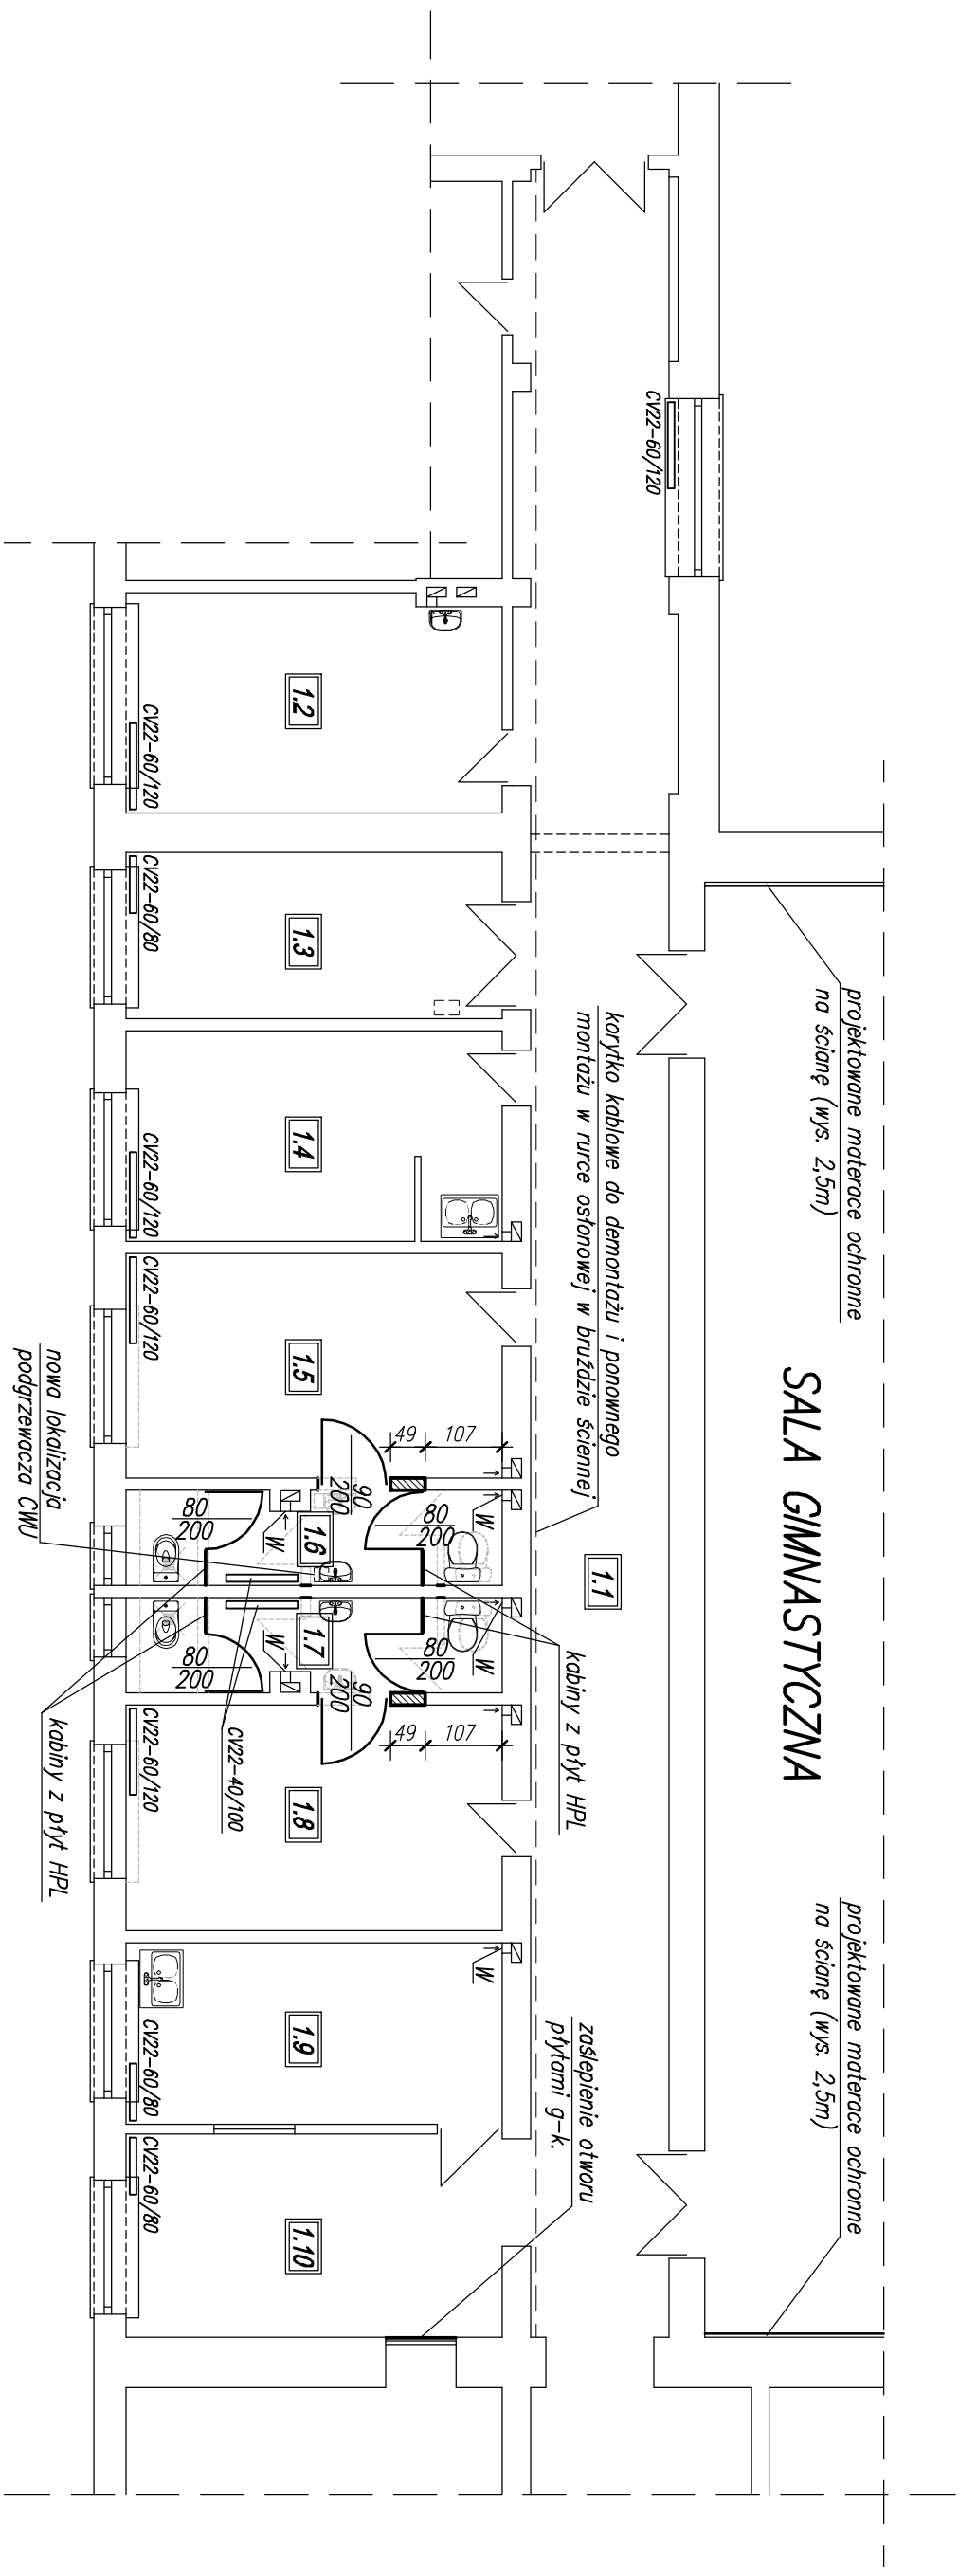 SALA GIMNASTYCZNA
projektowane materace ochronne
na ścianę (wys. 2,5m)
projektowane materace ochronne
na ścianę (wys. 2,5m)
CV22-60/120
korytko kablowe do demontażu i ponownego
montażu w rurce osłonowej w bruździe ściennej
1.1
kabiny z płyt HPL
zaślepienie otworu
płytami g-k.
49
107
49
107
W
W
W
80
200
80
200
90
200
90
200
1.2
1.3
1.4
1.5
1.6
1.7
1.8
1.9
1.10
W
W
80
200
80
200
CV22-40/100
CV22-60/120
CV22-60/80
CV22-60/120
CV22-60/120
CV22-60/120
CV22-60/80
CV22-60/80
nowa lokalizacja
podgrzewacza CWU
kabiny z płyt HPL